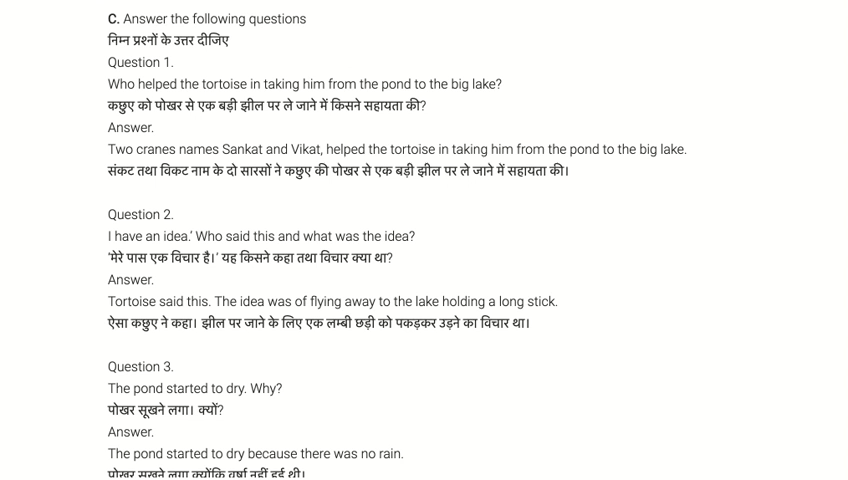 C. Answer the following questions
निम्न प्रश्नों के उत्तर दीजिए
Question 1.
Who helped the tortoise in taking him from the pond to the big lake?
कछुए को पोखर से एक बड़ी झील पर ले जाने में किसने सहायता की?
Answer.
Two cranes names Sankat and Vikat, helped the tortoise in taking him from the pond to the big lake.
संकट तथा विकट नाम के दो सारसों ने कछुए की पोखर से एक बड़ी झील पर ले जाने में सहायता की।
Question 2.
I have an idea.’ Who said this and what was the idea?
‘मेरे पास एक विचार है।’ यह किसने कहा तथा विचार क्या था?
Answer.
Tortoise said this. The idea was of flying away to the lake holding a long stick.
ऐसा कछुए ने कहा। झील पर जाने के लिए एक लम्बी छड़ी को पकड़कर उड़ने का विचार था।
Question 3.
The pond started to dry. Why?
पोखर सूखने लगा। क्यों?
Answer.
The pond started to dry because there was no rain.
पोखर सूखने लगा क्योंकि वर्षा नहीं हुई थी।